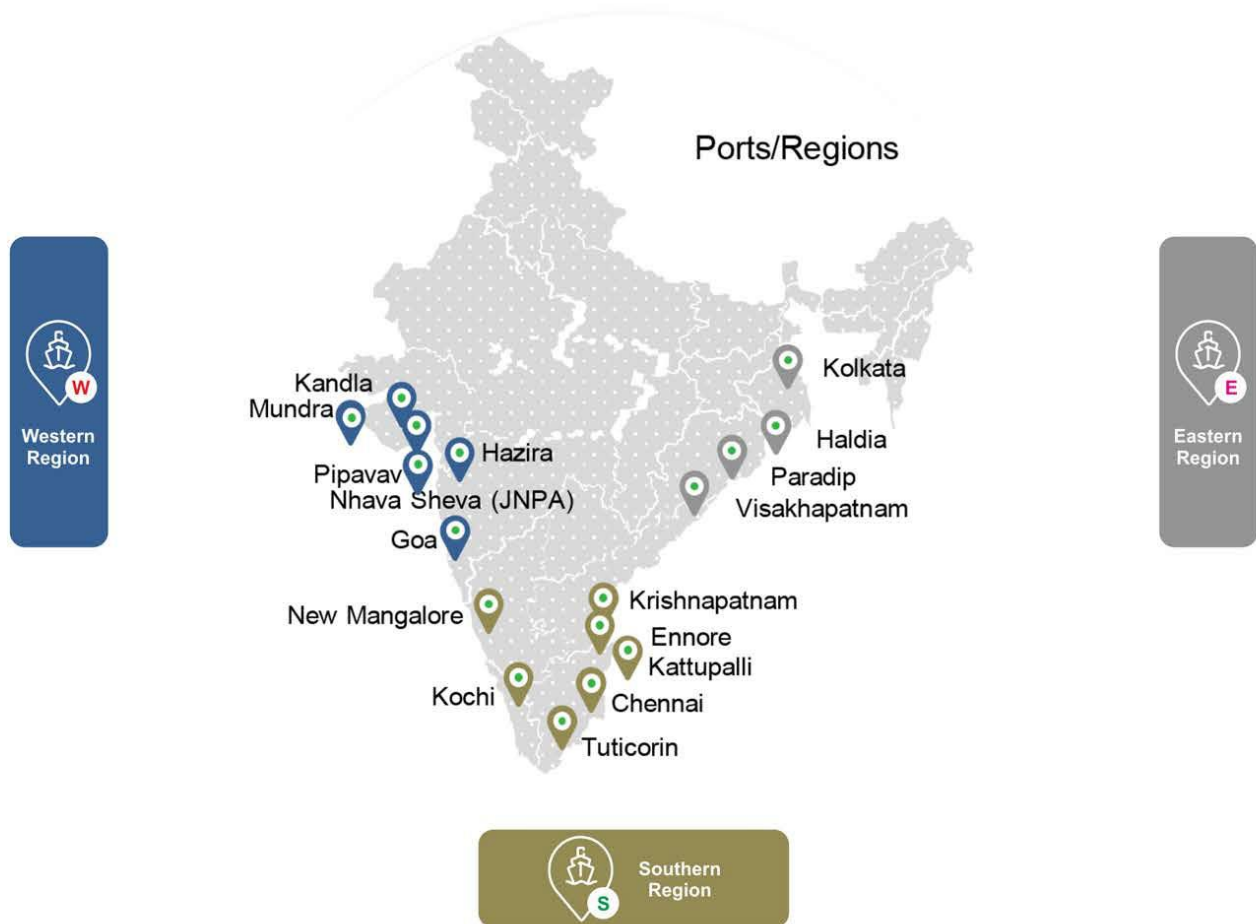 Ports/Regions
W
Western
Region
Kandla
Mundra
Pipavav
Hazira
Nhava Sheva (JNPA)
Goa
New Mangalore
Kochi
Kolkata
Haldia
Paradip
Visakhapatnam
Krishnapatnam
Ennore
Kattupalli
Chennai
Tuticorin
E
Eastern
Region
S
Southern
Region